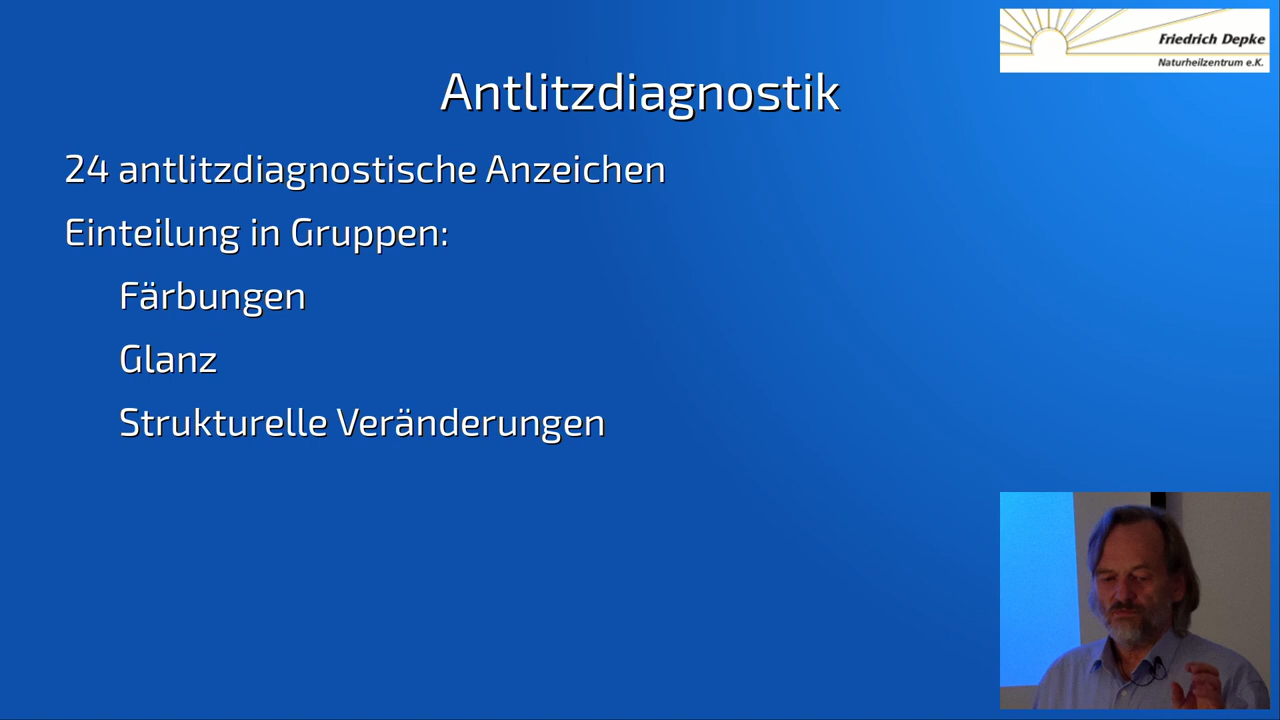 Friedrich Depke
Naturheilzentrum e.K.
Antlitzdiagnostik
24 antlitzdiagnostische Anzeichen
Einteilung in Gruppen:
Färbungen
Glanz
Strukturelle Veränderungen